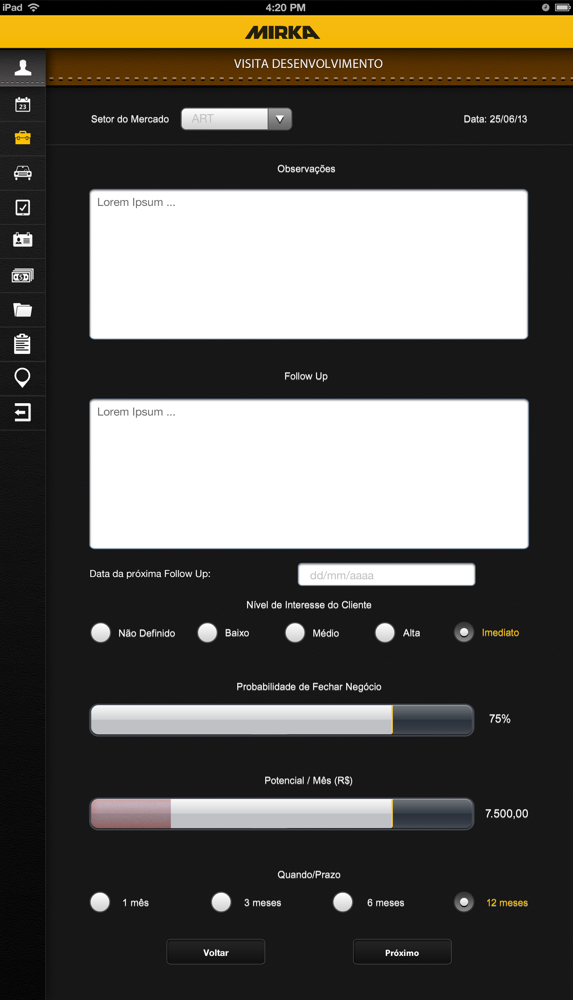 iPad 4:20 PM
MIRKA
VISITA DESENVOLVIMENTO
23
Setor do Mercado ART Data: 25/06/13
Observações
Lorem Ipsum ...
Follow Up
Lorem Ipsum ...
Data da próxima Follow Up: dd/mm/aaaa
Nível de Interesse do Cliente
Não Definido Baixo Médio Alta Imediato
Probabilidade de Fechar Negócio
75%
Potencial / Mês (R$)
7.500,00
Quando/Prazo
1 mês 3 meses 6 meses 12 meses
Voltar Próximo